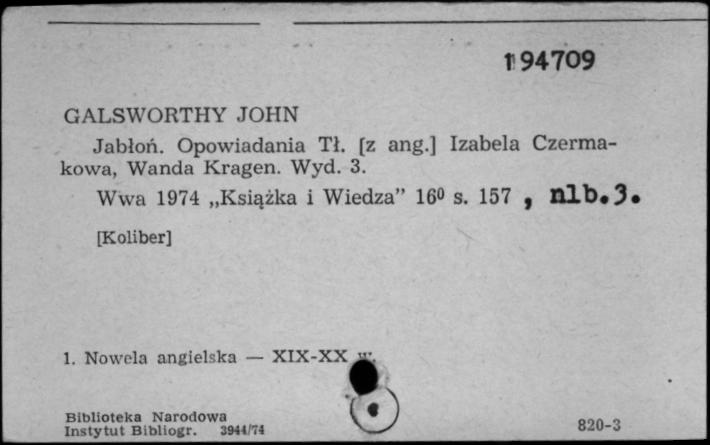 194709
GALSWORTHY JOHN
Jabłoń. Opowiadania Tł. [z ang.] Izabela Czerma-
kowa, Wanda Kragen. Wyd. 3.
Wwa 1974 „Książka i Wiedza” 16⁰ s. 157 , nlb.3.
[Koliber]
1. Nowela angielska — XIX-XX w.
Biblioteka Narodowa
Instytut Bibliogr. 3944/74
820-3